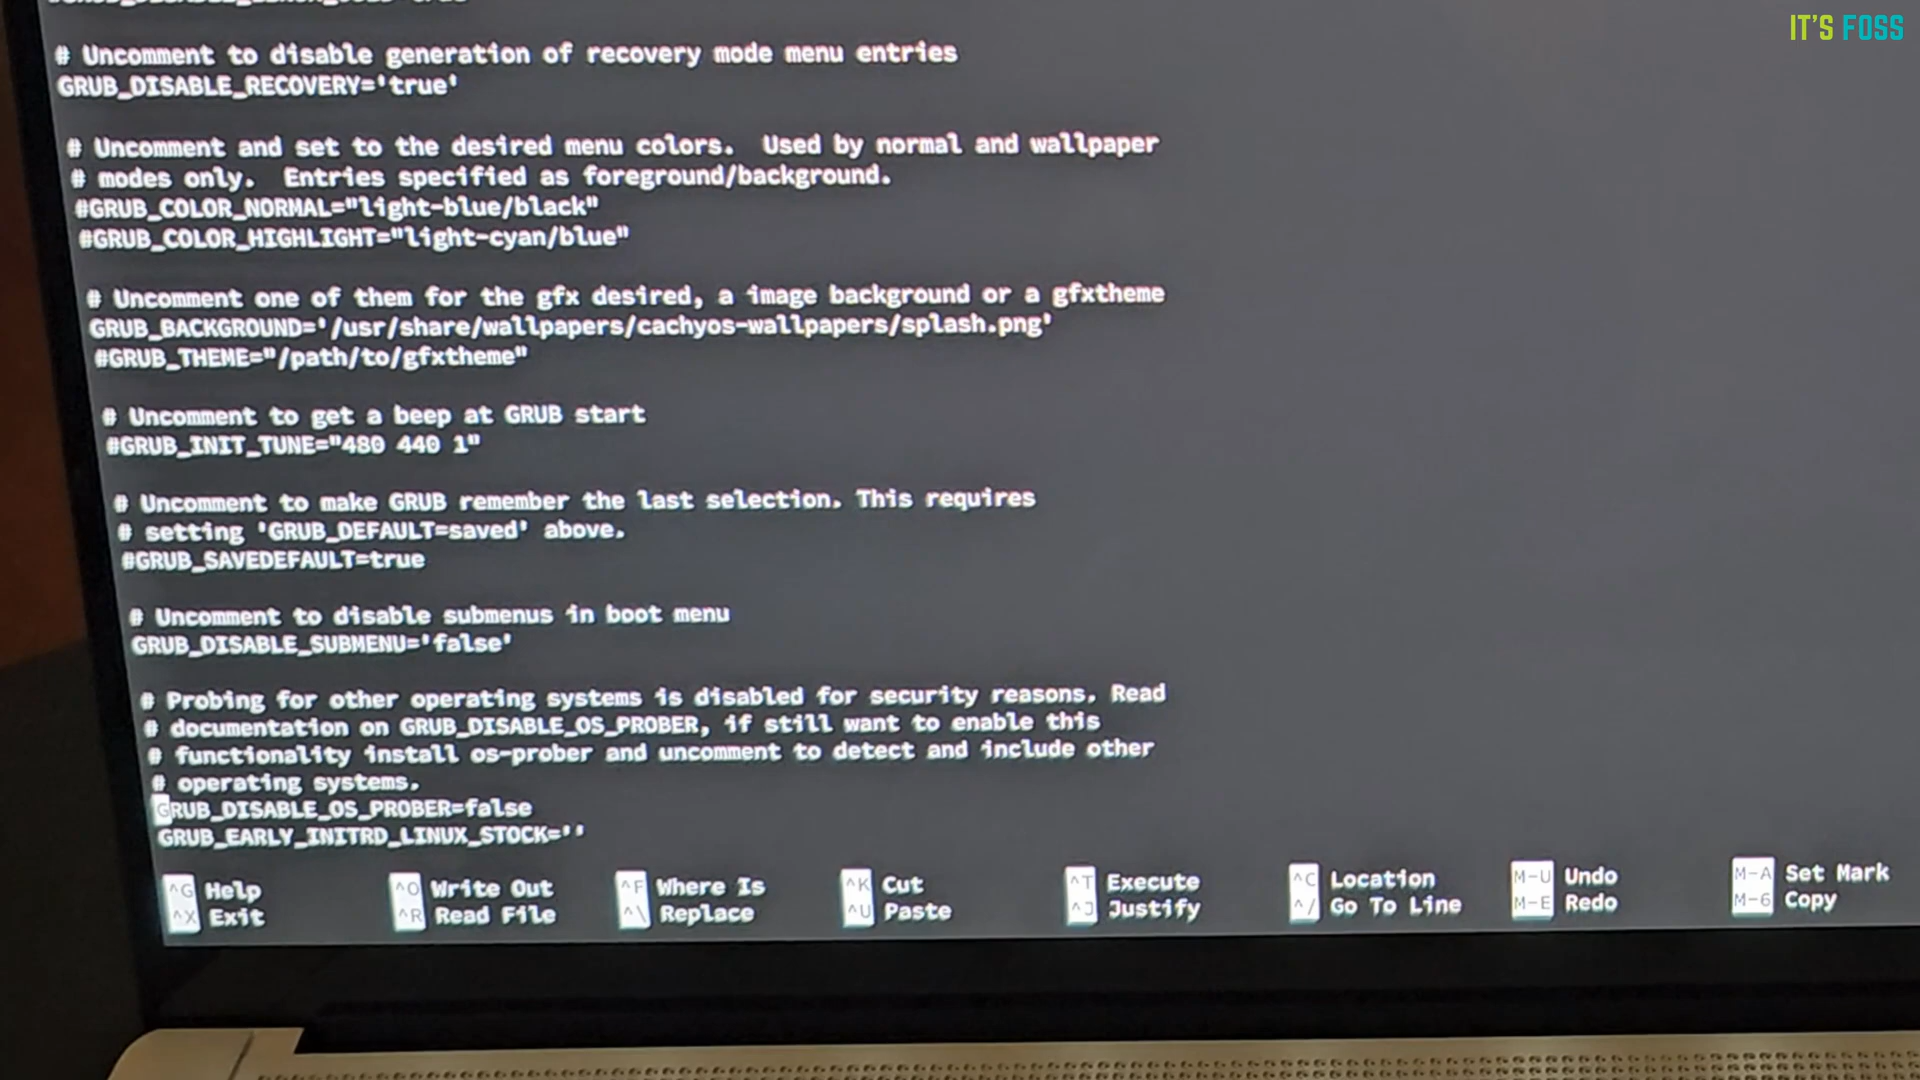 IT'S FOSS
# Uncomment to disable generation of recovery mode menu entries
GRUB_DISABLE_RECOVERY='true'
# Uncomment and set to the desired menu colors.  Used by normal and wallpaper
# modes only.  Entries specified as foreground/background.
#GRUB_COLOR_NORMAL="light-blue/black"
#GRUB_COLOR_HIGHLIGHT="light-cyan/blue"
# Uncomment one of them for the gfx desired, a image background or a gfxtheme
GRUB_BACKGROUND='/usr/share/wallpapers/cachyos-wallpapers/splash.png'
#GRUB_THEME="/path/to/gfxtheme"
# Uncomment to get a beep at GRUB start
#GRUB_INIT_TUNE="480 440 1"
# Uncomment to make GRUB remember the last selection. This requires
# setting 'GRUB_DEFAULT=saved' above.
#GRUB_SAVEDEFAULT=true
# Uncomment to disable submenus in boot menu
GRUB_DISABLE_SUBMENU='false'
# Probing for other operating systems is disabled for security reasons. Read
# documentation on GRUB_DISABLE_OS_PROBER, if still want to enable this
# functionality install os-prober and uncomment to detect and include other
# operating systems.
GRUB_DISABLE_OS_PROBER=false
GRUB_EARLY_INITRD_LINUX_STOCK=''
^G Help ^O Write Out ^F Where Is ^K Cut ^T Execute ^C Location M-U Undo M-A Set Mark
^X Exit ^R Read File ^\ Replace ^U Paste ^J Justify ^/ Go To Line M-E Redo M-6 Copy